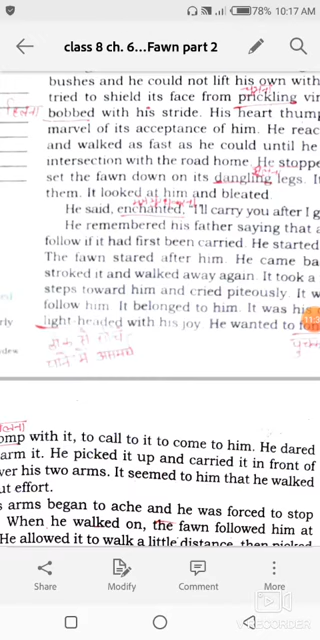 78% 10:17 AM
class 8 ch. 6...Fawn part 2
bushes and he could not lift his own with
tried to shield its face from prickling vin
हिलना bobbed with his stride. His heart thump
marvel of its acceptance of him. He reac
and walked as fast as he could until he
intersection with the road home. He stoppe
set the fawn down on its dangling legs. I
them. It looked at him and bleated.
He said, enchanted, "I'll carry you after I g
He remembered his father saying that a
follow if it had first been carried. He started
The fawn stared after him. He came ba
stroked it and walked away again. It took a
steps toward him and cried piteously. It w
follow him. It belonged to him. It was his o
light-headed with his joy. He wanted to fon
rly
ndex
omp with it, to call to it to come to him. He dared
arm it. He picked it up and carried it in front of
ver his two arms. It seemed to him that he walked
ut effort.
s arms began to ache and he was forced to stop
When he walked on, the fawn followed him at
He allowed it to walk a little distance, then picked
Share Modify Comment More